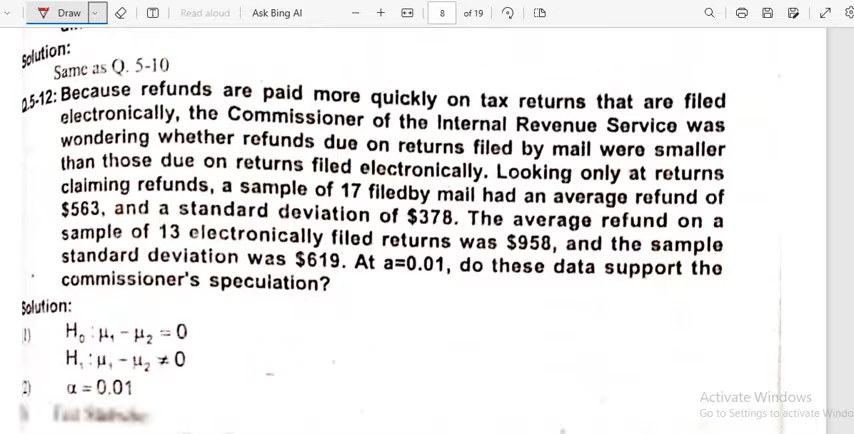 Draw
Read aloud
Ask Bing AI
8
of 19
Solution:
Same as Q. 5-10
Q.5-12: Because refunds are paid more quickly on tax returns that are filed
electronically, the Commissioner of the Internal Revenue Service was
wondering whether refunds due on returns filed by mail were smaller
than those due on returns filed electronically. Looking only at returns
claiming refunds, a sample of 17 filedby mail had an average refund of
$563, and a standard deviation of $378. The average refund on a
sample of 13 electronically filed returns was $958, and the sample
standard deviation was $619. At a=0.01, do these data support the
commissioner's speculation?
Solution:
1) H₀ : μ₁ - μ₂ = 0
H₁ : μ₁ - μ₂ ≠ 0
2) α = 0.01
Activate Windows
Go to Settings to activate Windo